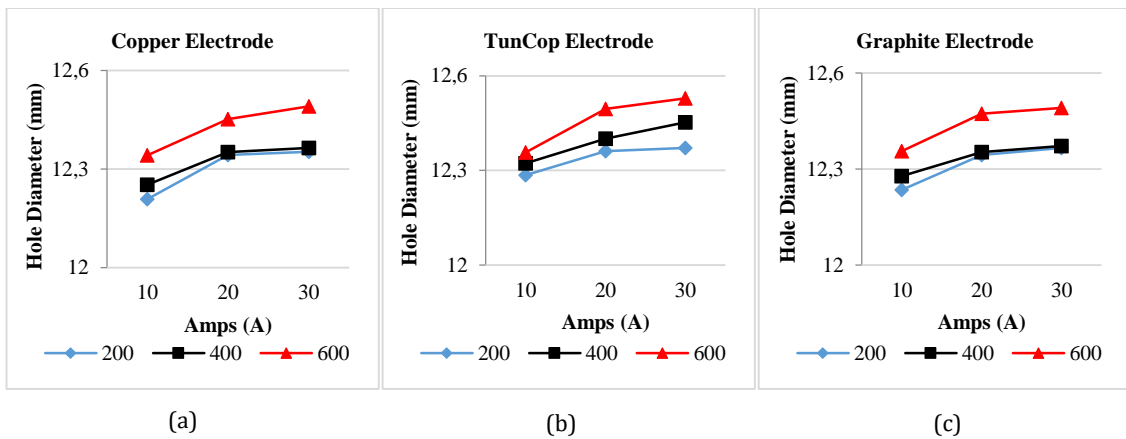 Copper Electrode
Hole Diameter (mm)
12,6
12,3
12
10 20 30
Amps (A)
200 400 600
(a)
TunCop Electrode
Hole Diameter (mm)
12,6
12,3
12
10 20 30
Amps (A)
200 400 600
(b)
Graphite Electrode
Hole Diameter (mm)
12,6
12,3
12
10 20 30
Amps (A)
200 400 600
(c)